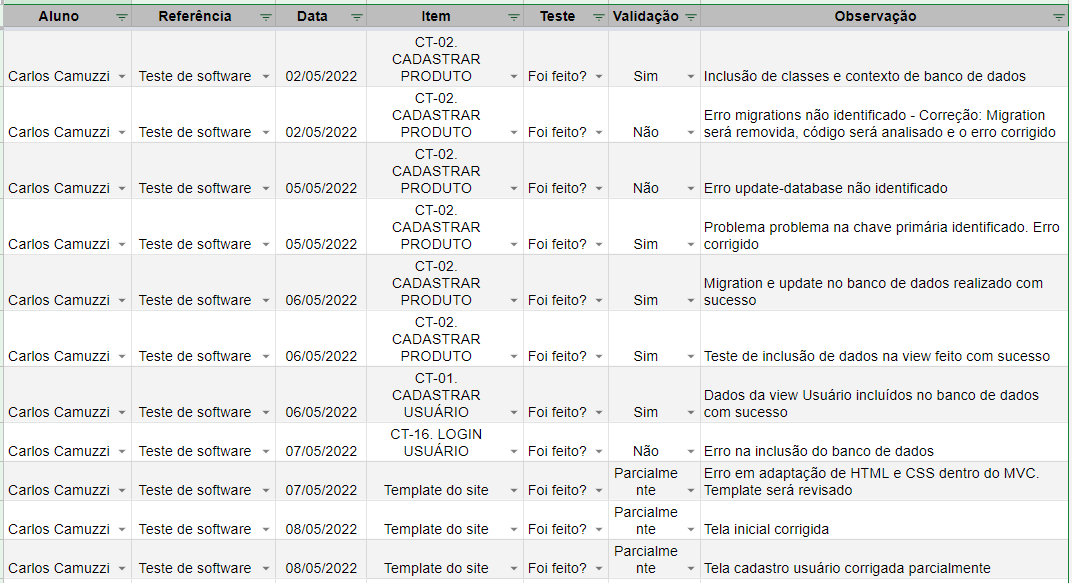 Aluno Referência Data Item Teste Validação Observação
Carlos Camuzzi Teste de software 02/05/2022 CT-02. CADASTRAR PRODUTO Foi feito? Sim Inclusão de classes e contexto de banco de dados
Carlos Camuzzi Teste de software 02/05/2022 CT-02. CADASTRAR PRODUTO Foi feito? Não Erro migrations não identificado - Correção: Migration será removida, código será analisado e o erro corrigido
Carlos Camuzzi Teste de software 05/05/2022 CT-02. CADASTRAR PRODUTO Foi feito? Não Erro update-database não identificado
Carlos Camuzzi Teste de software 05/05/2022 CT-02. CADASTRAR PRODUTO Foi feito? Sim Problema problema na chave primária identificado. Erro corrigido
Carlos Camuzzi Teste de software 06/05/2022 CT-02. CADASTRAR PRODUTO Foi feito? Sim Migration e update no banco de dados realizado com sucesso
Carlos Camuzzi Teste de software 06/05/2022 CT-02. CADASTRAR PRODUTO Foi feito? Sim Teste de inclusão de dados na view feito com sucesso
Carlos Camuzzi Teste de software 06/05/2022 CT-01. CADASTRAR USUÁRIO Foi feito? Sim Dados da view Usuário incluídos no banco de dados com sucesso
Carlos Camuzzi Teste de software 07/05/2022 CT-16. LOGIN USUÁRIO Foi feito? Não Erro na inclusão do banco de dados
Carlos Camuzzi Teste de software 07/05/2022 Template do site Foi feito? Parcialmente Erro em adaptação de HTML e CSS dentro do MVC. Template será revisado
Carlos Camuzzi Teste de software 08/05/2022 Template do site Foi feito? Parcialmente Tela inicial corrigida
Carlos Camuzzi Teste de software 08/05/2022 Template do site Foi feito? Parcialmente Tela cadastro usuário corrigada parcialmente